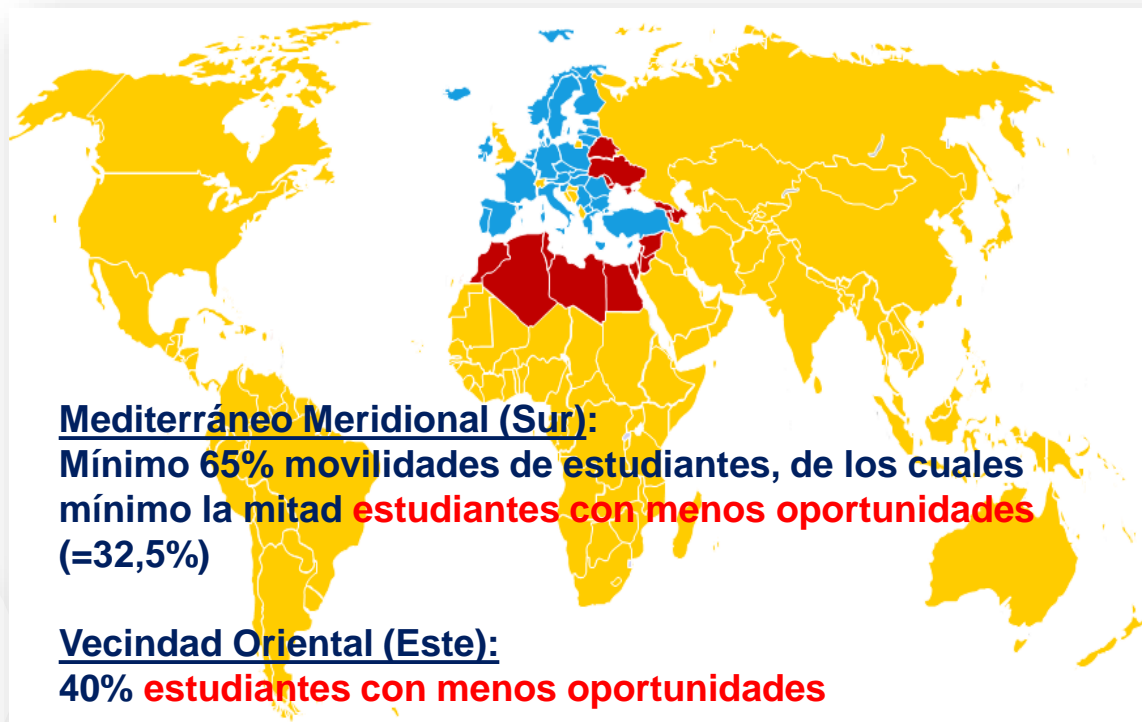 Mediterráneo Meridional (Sur):
Mínimo 65% movilidades de estudiantes, de los cuales
mínimo la mitad estudiantes con menos oportunidades
(=32,5%)
Vecindad Oriental (Este):
40% estudiantes con menos oportunidades